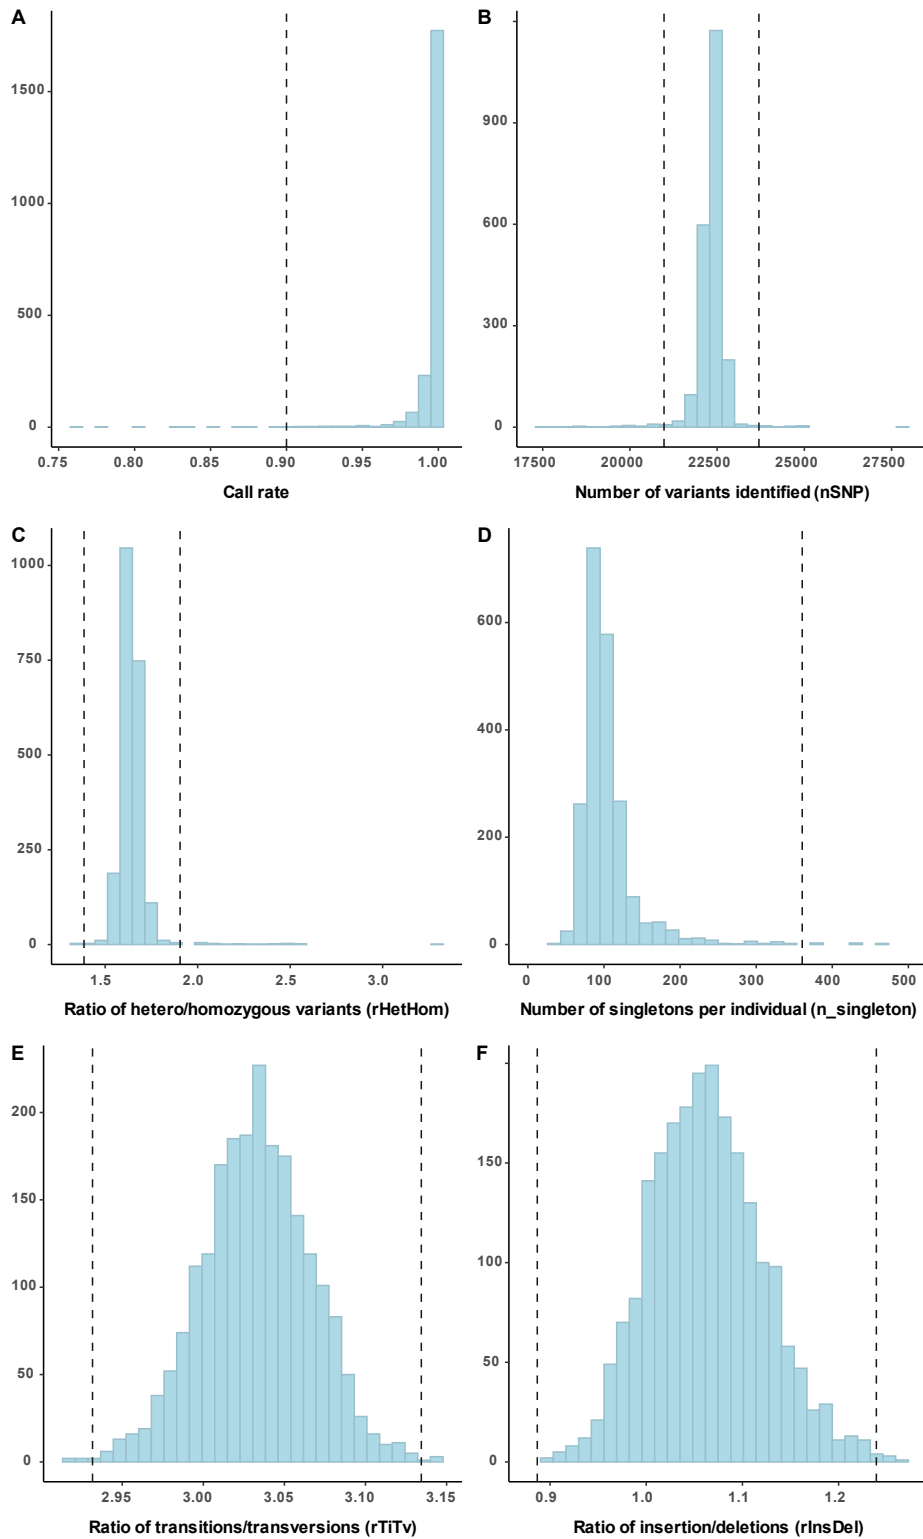 A
1500
1000
500
0
0.75 0.80 0.85 0.90 0.95 1.00
Call rate
B
900
600
300
0
17500 20000 22500 25000 27500
Number of variants identified (nSNP)
C
1000
750
500
250
0
1.5 2.0 2.5 3.0
Ratio of hetero/homozygous variants (rHetHom)
D
600
400
200
0
0 100 200 300 400 500
Number of singletons per individual (n_singleton)
E
200
150
100
50
0
2.95 3.00 3.05 3.10 3.15
Ratio of transitions/transversions (rTiTv)
F
150
100
50
0
0.9 1.0 1.1 1.2
Ratio of insertion/deletions (rInsDel)